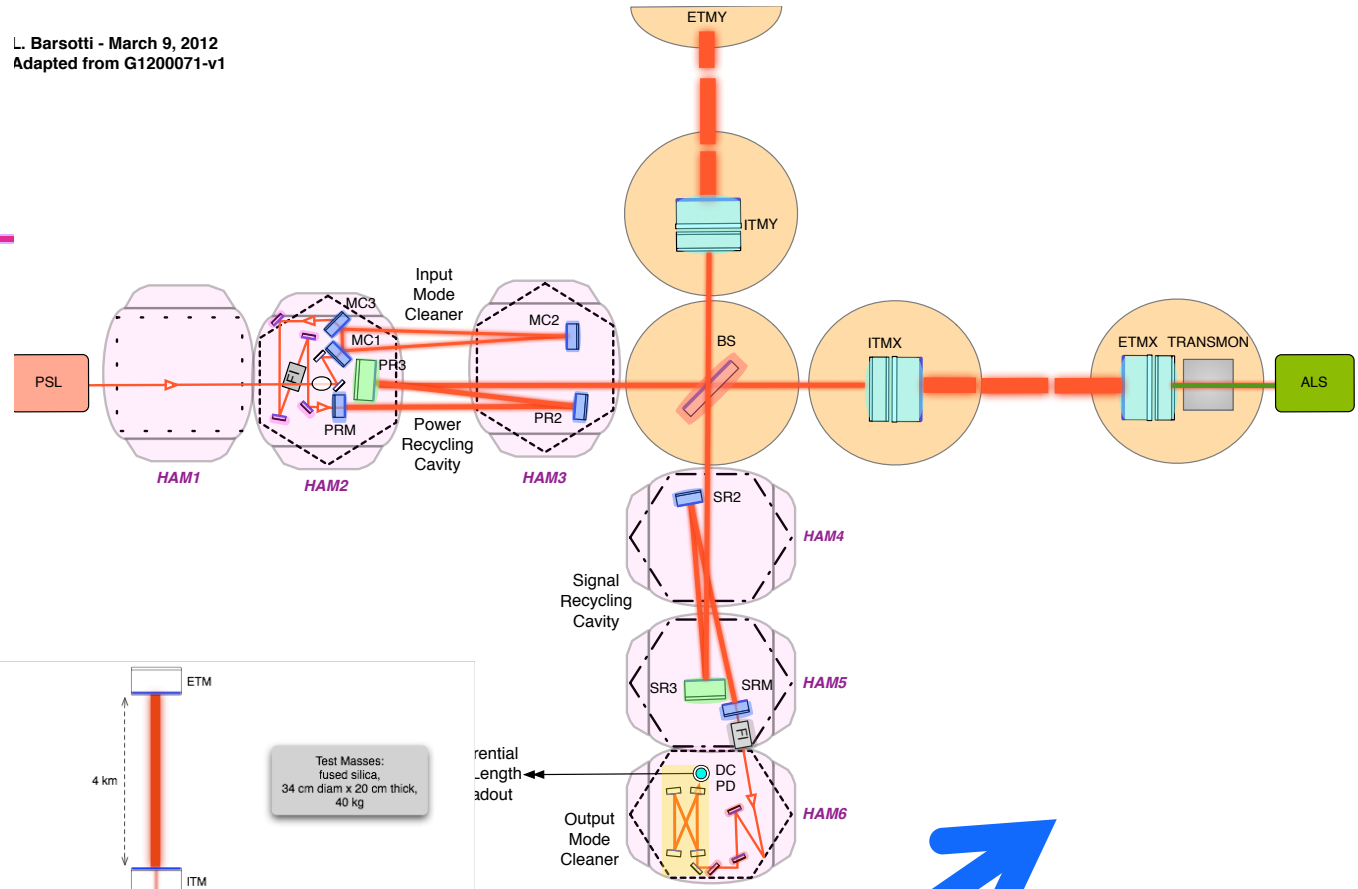 L. Barsotti - March 9, 2012
Adapted from G1200071-v1
ETMY
ITMY
Input
Mode
Cleaner
MC3
MC1
MC2
PSL
FI
PR3
PRM
PR2
Power
Recycling
Cavity
BS
ITMX
ETMX
TRANSMON
ALS
HAM1
HAM2
HAM3
SR2
HAM4
Signal
Recycling
Cavity
SR3
SRM
HAM5
FI
rential
Length
adout
DC
PD
HAM6
Output
Mode
Cleaner
ETM
4 km
ITM
Test Masses:
fused silica,
34 cm diam x 20 cm thick,
40 kg